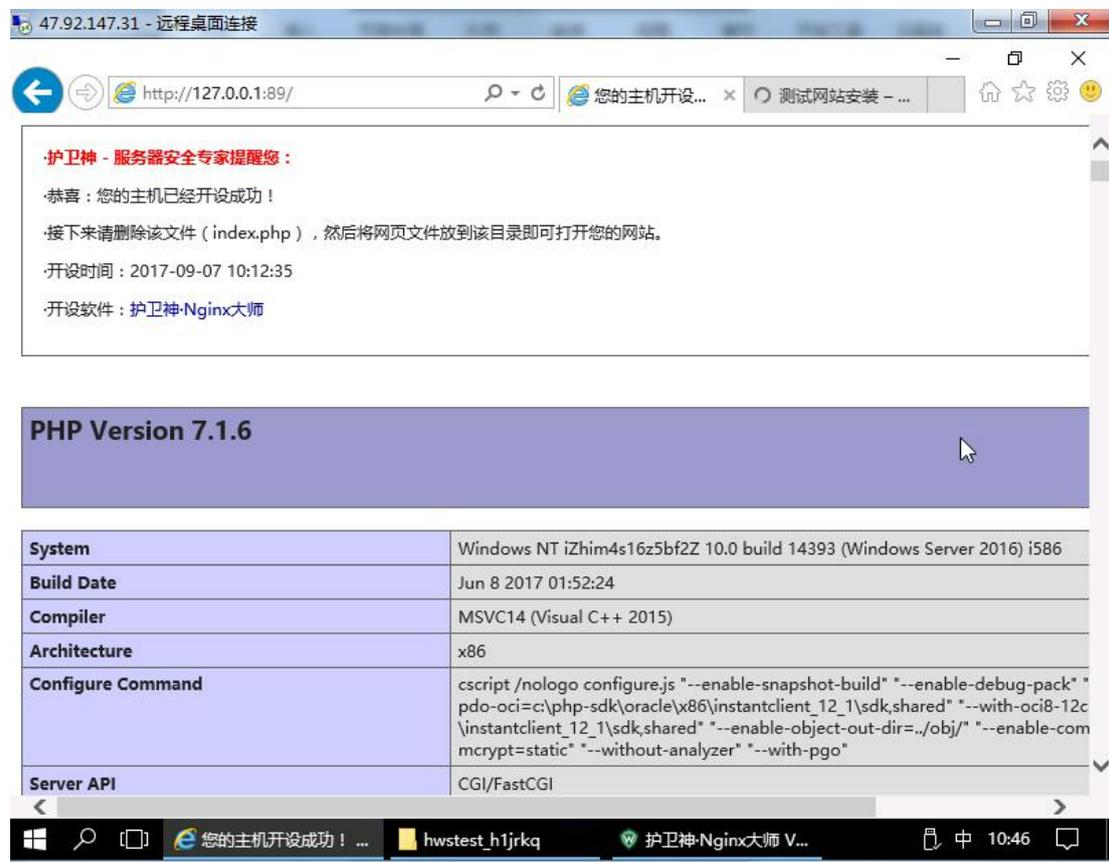 47.92.147.31 - 远程桌面连接
http://127.0.0.1:89/
您的主机开设...
测试网站安装 – ...
·护卫神 - 服务器安全专家提醒您：
·恭喜：您的主机已经开设成功！
·接下来请删除该文件（index.php），然后将网页文件放到该目录即可打开您的网站。
·开设时间：2017-09-07 10:12:35
·开设软件：护卫神·Nginx大师
PHP Version 7.1.6
System Windows NT iZhim4s16z5bf2Z 10.0 build 14393 (Windows Server 2016) i586
Build Date Jun 8 2017 01:52:24
Compiler MSVC14 (Visual C++ 2015)
Architecture x86
Configure Command cscript /nologo configure.js "--enable-snapshot-build" "--enable-debug-pack" "
pdo-oci=c:\php-sdk\oracle\x86\instantclient_12_1\sdk,shared" "--with-oci8-12c
\instantclient_12_1\sdk,shared" "--enable-object-out-dir=../obj/" "--enable-com
mcrypt=static" "--without-analyzer" "--with-pgo"
Server API CGI/FastCGI
您的主机开设成功！ ...
hwstest_h1jrkq
护卫神·Nginx大师 V...
中
10:46